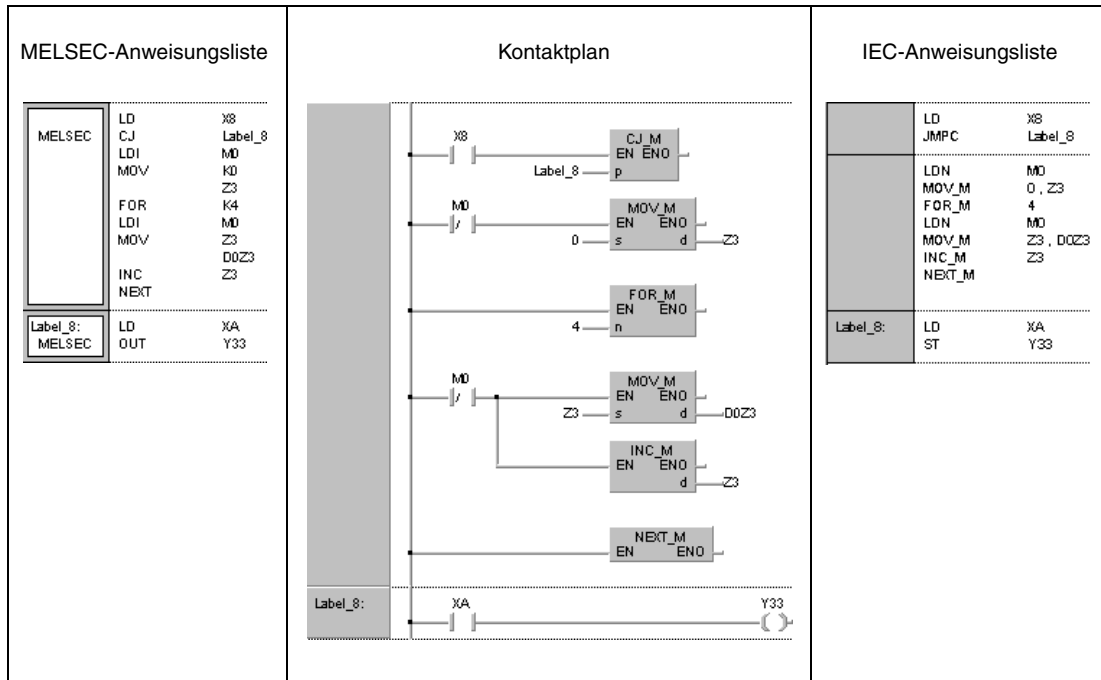 MELSEC-Anweisungsliste
MELSEC
LD X8
CJ Label_8
LDI M0
MOV K0
Z3
FOR K4
LDI M0
MOV Z3
D0Z3
INC Z3
NEXT
Label_8:
MELSEC
LD XA
OUT Y33
Kontaktplan
X8
CJ_M
EN ENO
Label_8 p
M0
MOV_M
EN ENO
0 s d Z3
FOR_M
EN ENO
4 n
M0
MOV_M
EN ENO
Z3 s d D0Z3
INC_M
EN ENO
d Z3
NEXT_M
EN ENO
Label_8:
XA Y33
IEC-Anweisungsliste
LD X8
JMPC Label_8
LDN M0
MOV_M 0 , Z3
FOR_M 4
LDN M0
MOV_M Z3 , D0Z3
INC_M Z3
NEXT_M
Label_8:
LD XA
ST Y33